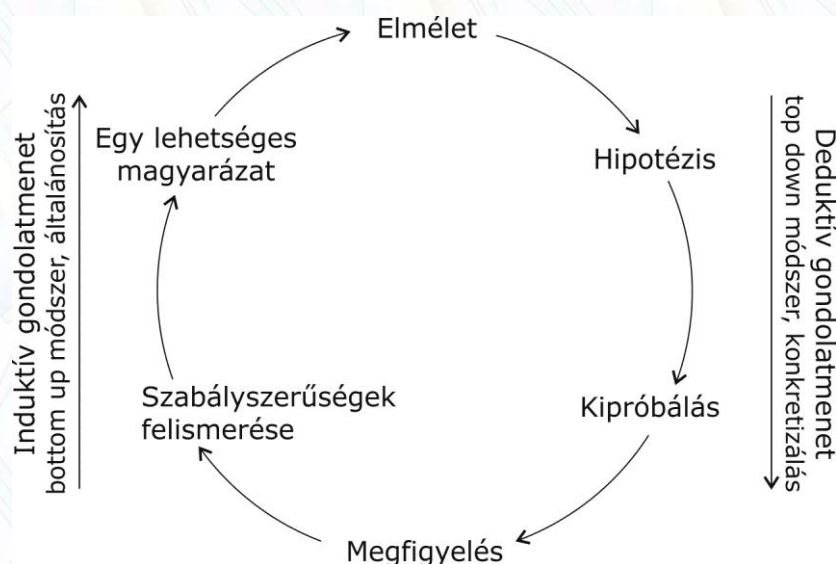 Elmélet
Hipotézis
Kipróbálás
Megfigyelés
Szabályszerűségek
felismerése
Egy lehetséges
magyarázat
Induktív gondolatmenet
bottom up módszer, általánosítás
Deduktív gondolatmenet
top down módszer, konkretizálás